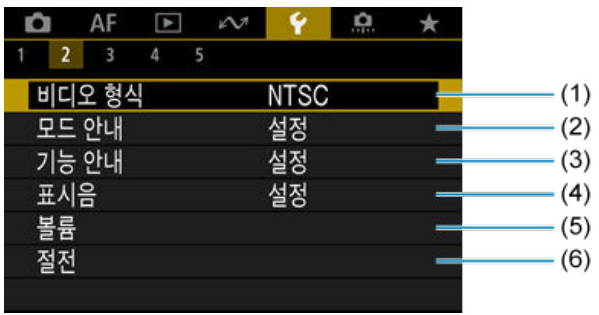 AF
1 2 3 4 5
비디오 형식 NTSC (1)
모드 안내 설정 (2)
기능 안내 설정 (3)
표시음 설정 (4)
볼륨 (5)
절전 (6)